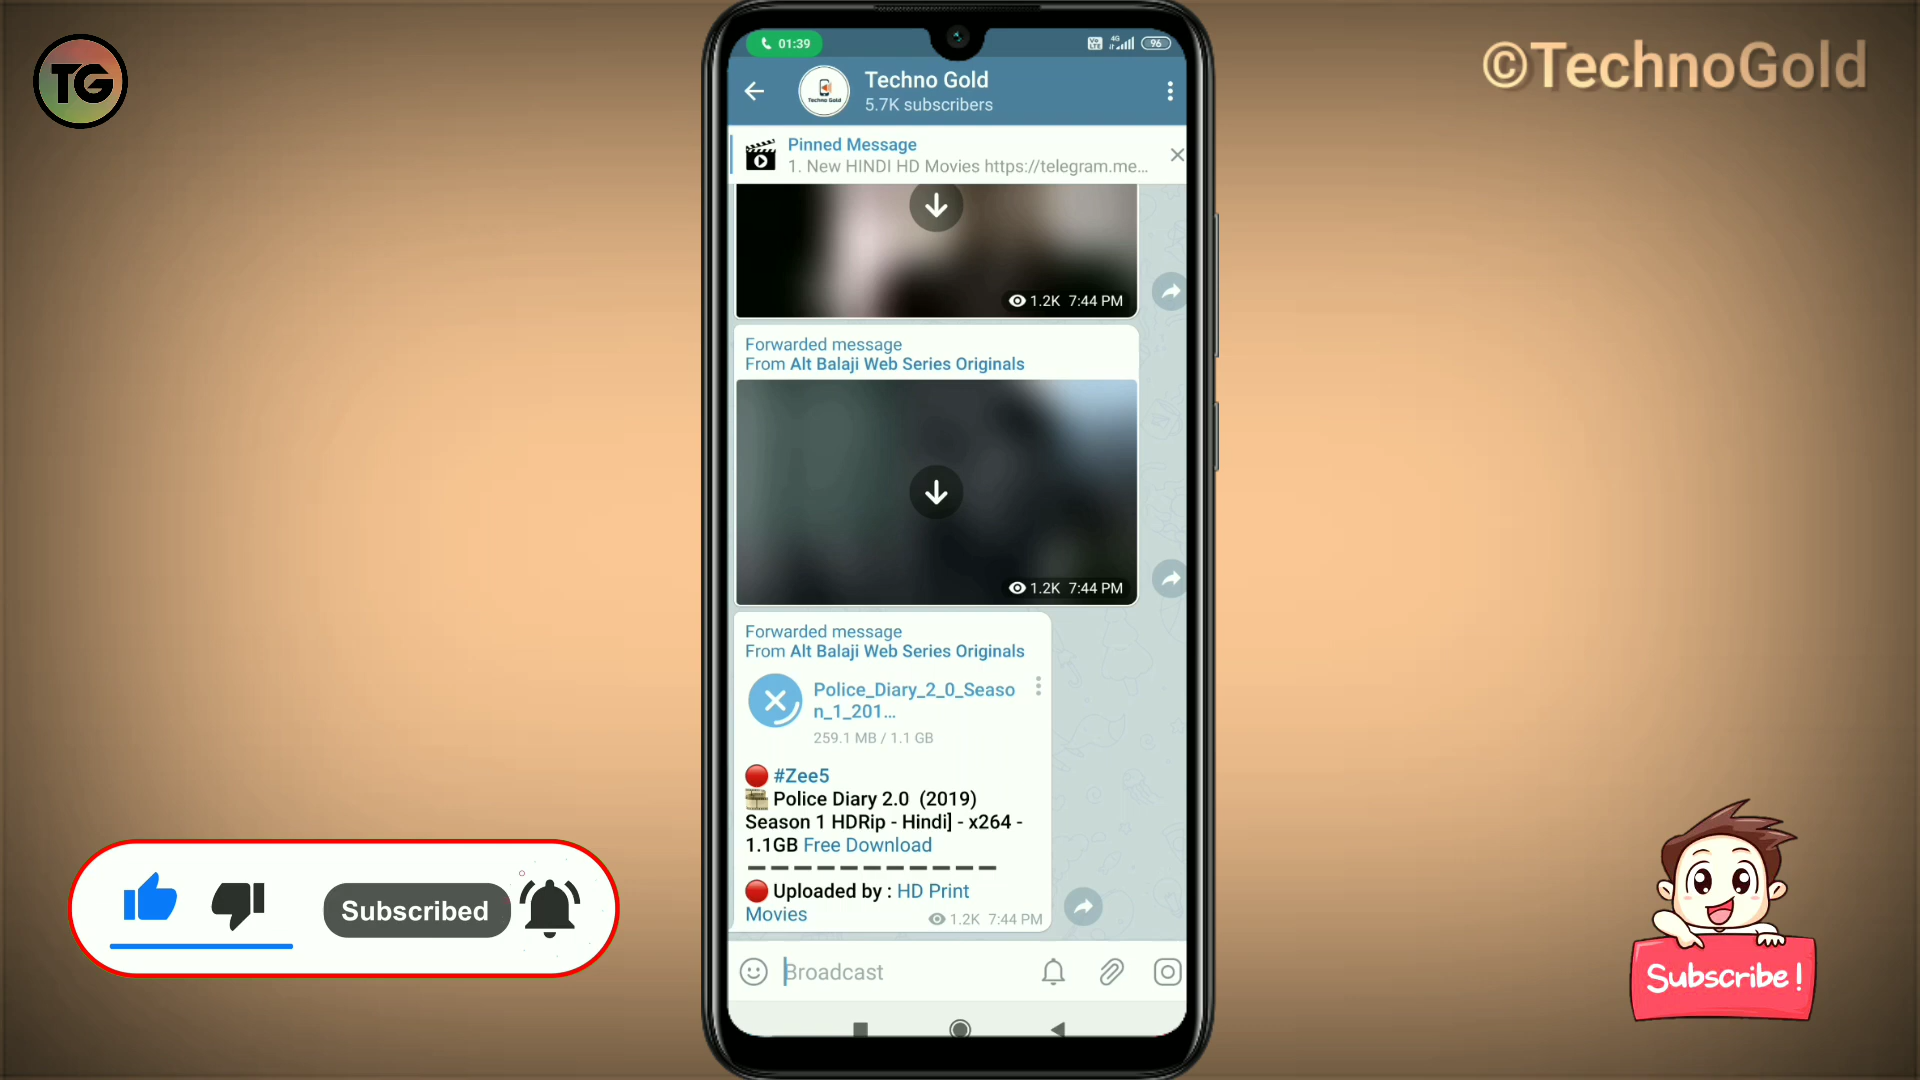 TG
©TechnoGold
01:39
4G
96
Techno Gold
5.7K subscribers
Pinned Message
1. New HINDI HD Movies https://telegram.me...
1.2K 7:44 PM
Forwarded message
From Alt Balaji Web Series Originals
1.2K 7:44 PM
Forwarded message
From Alt Balaji Web Series Originals
Police_Diary_2_0_Seaso
n_1_201...
259.1 MB / 1.1 GB
#Zee5
Police Diary 2.0 (2019)
Season 1 HDRip - Hindi] - x264 -
1.1GB Free Download
Uploaded by : HD Print
Movies
1.2K 7:44 PM
Broadcast
Subscribed
Subscribe!